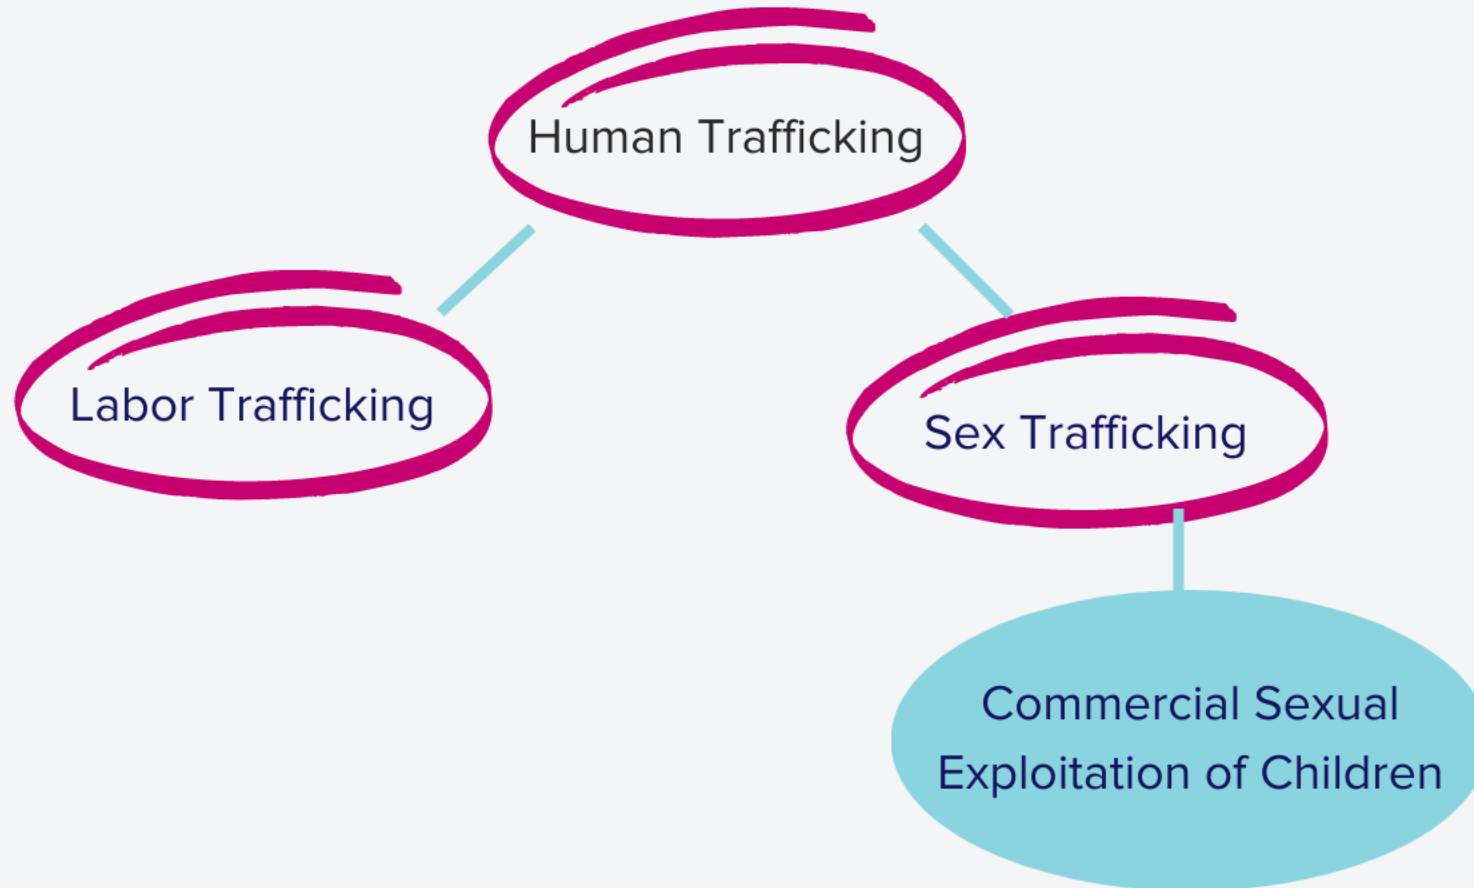 Human Trafficking
Labor Trafficking
Sex Trafficking
Commercial Sexual
Exploitation of Children